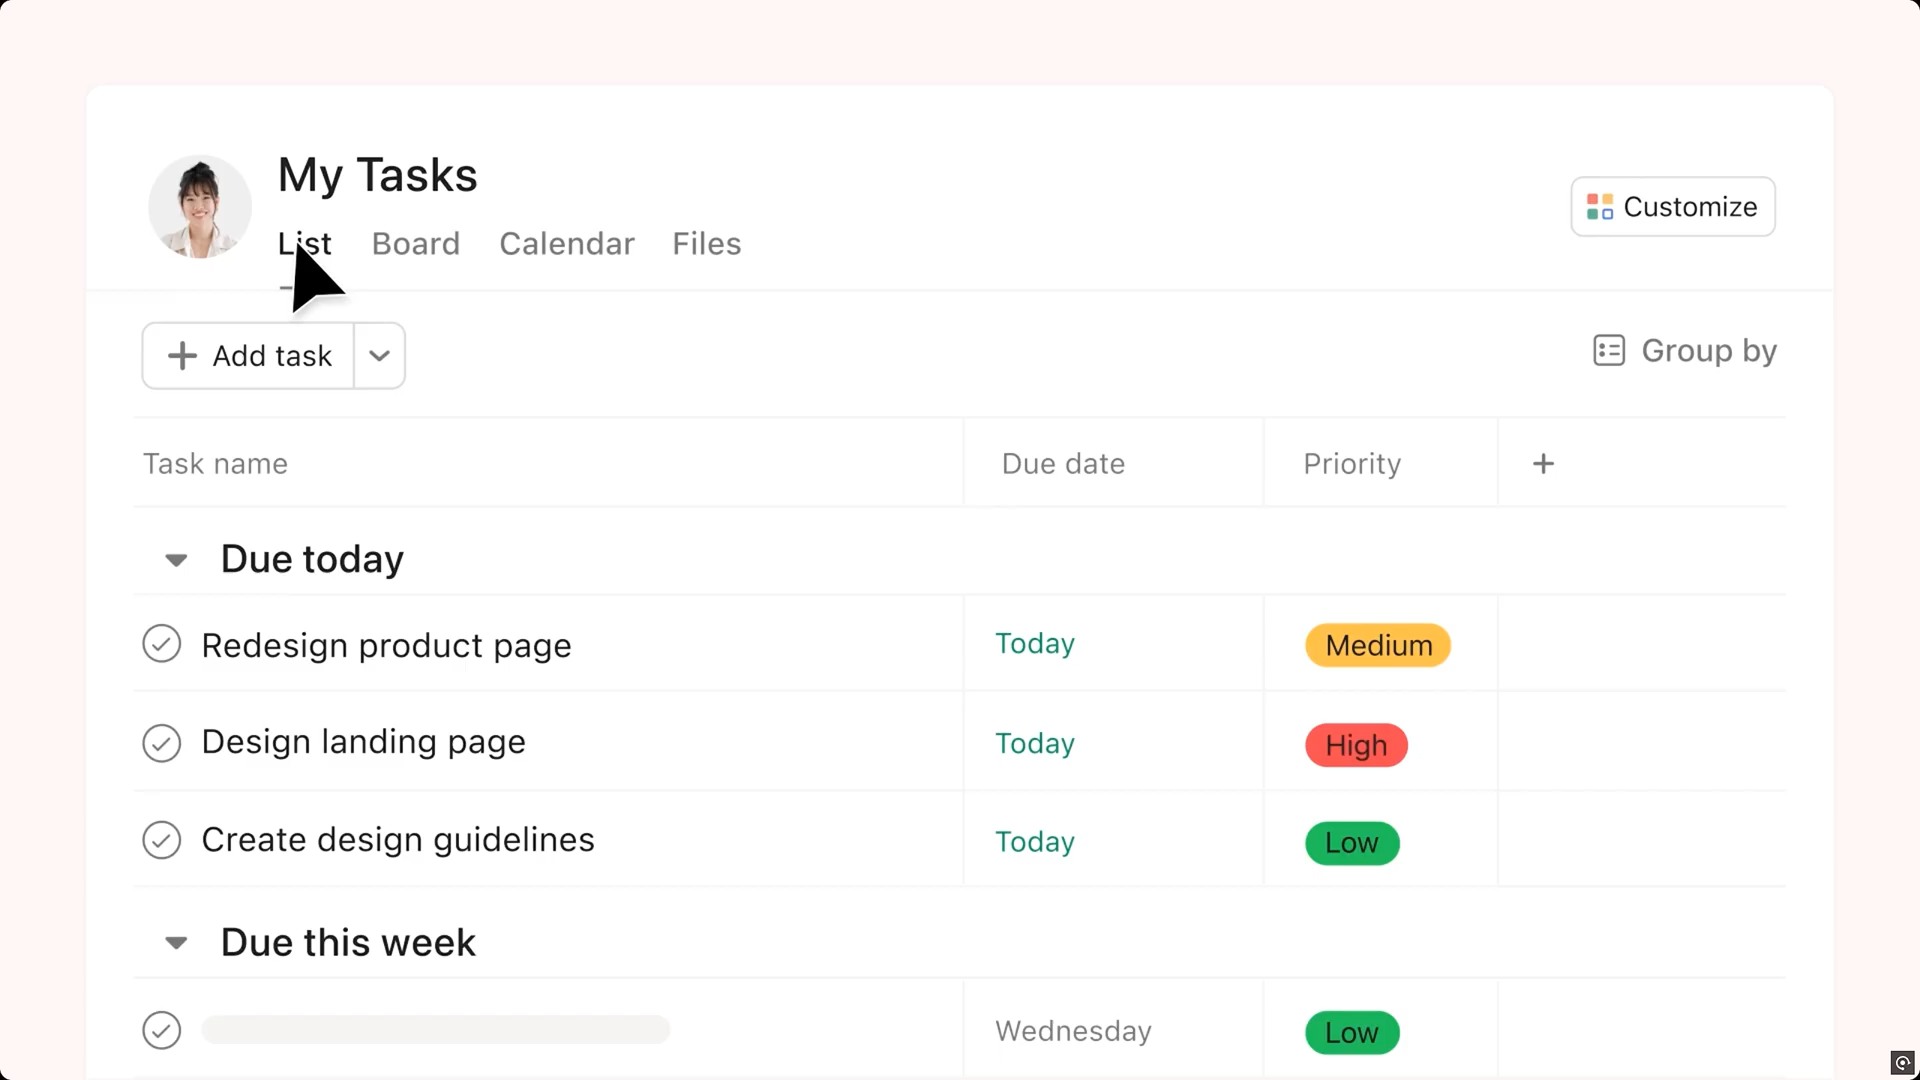 My Tasks
List Board Calendar Files
Customize
Add task
Group by
Task name Due date Priority
Due today
Redesign product page Today Medium
Design landing page Today High
Create design guidelines Today Low
Due this week
Wednesday Low